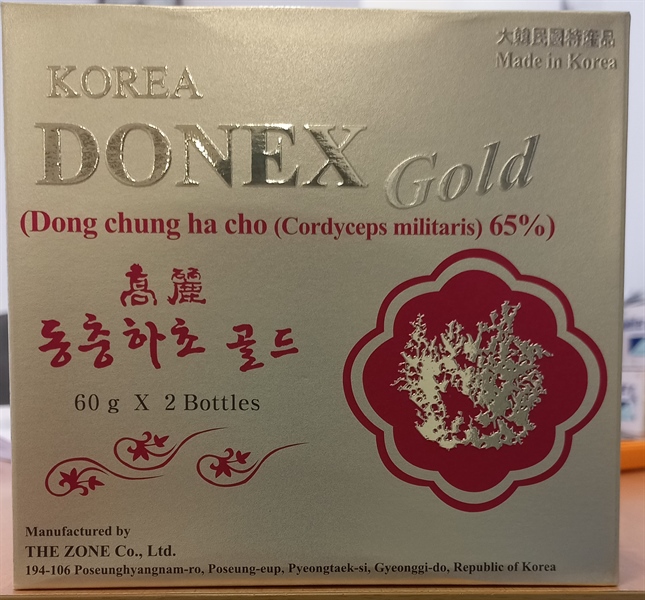 大韓民國特産品
Made in Korea
KOREA
DONEX Gold
(Dong chung ha cho (Cordyceps militaris) 65%)
高麗
동충하초 골드
60 g X 2 Bottles
Manufactured by
THE ZONE Co., Ltd.
194-106 Poseunghyangnam-ro, Poseung-eup, Pyeongtaek-si, Gyeonggi-do, Republic of Korea